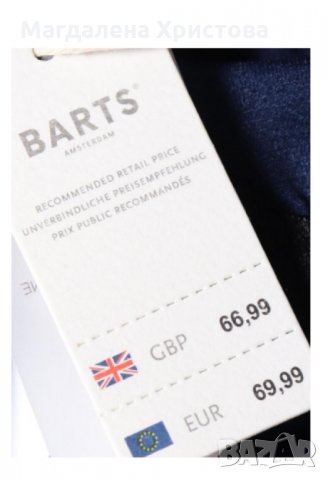 Магдалена Христова
BARTS®
AMSTERDAM
RECOMMENDED RETAIL PRICE
UNVERBINDLICHE PREISEMPFEHLUNG
PRIX PUBLIC RECOMMANDÉS
GBP 66,99
EUR 69,99
BAZAR